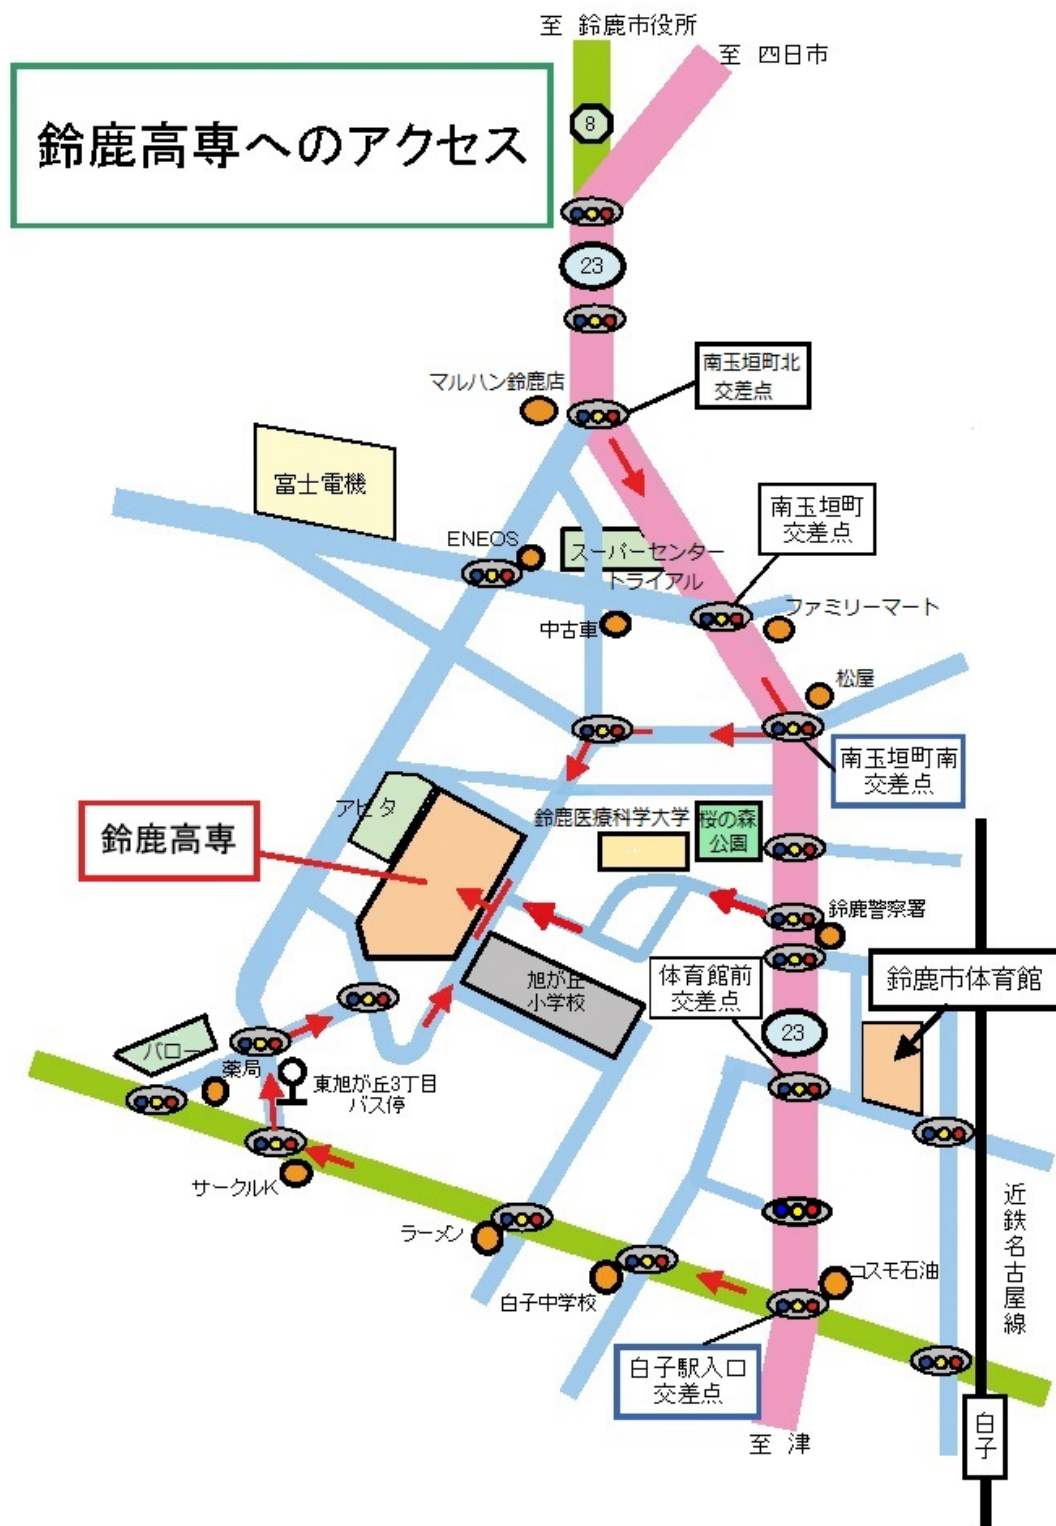 至 鈴鹿市役所
至 四日市
鈴鹿高専へのアクセス
8
23
南玉垣町北
交差点
マルハン鈴鹿店
富士電機
南玉垣町
交差点
ENEOS
スーパーセンター
トライアル
ファミリーマート
中古車
松屋
南玉垣町南
交差点
アピタ
鈴鹿医療科学大学
桜の森
公園
鈴鹿高専
鈴鹿警察署
体育館前
交差点
鈴鹿市体育館
旭が丘
小学校
23
バロー
薬局
東旭が丘3丁目
バス停
サークルK
近鉄名古屋線
ラーメン
白子中学校
コスモ石油
白子駅入口
交差点
白子
至 津